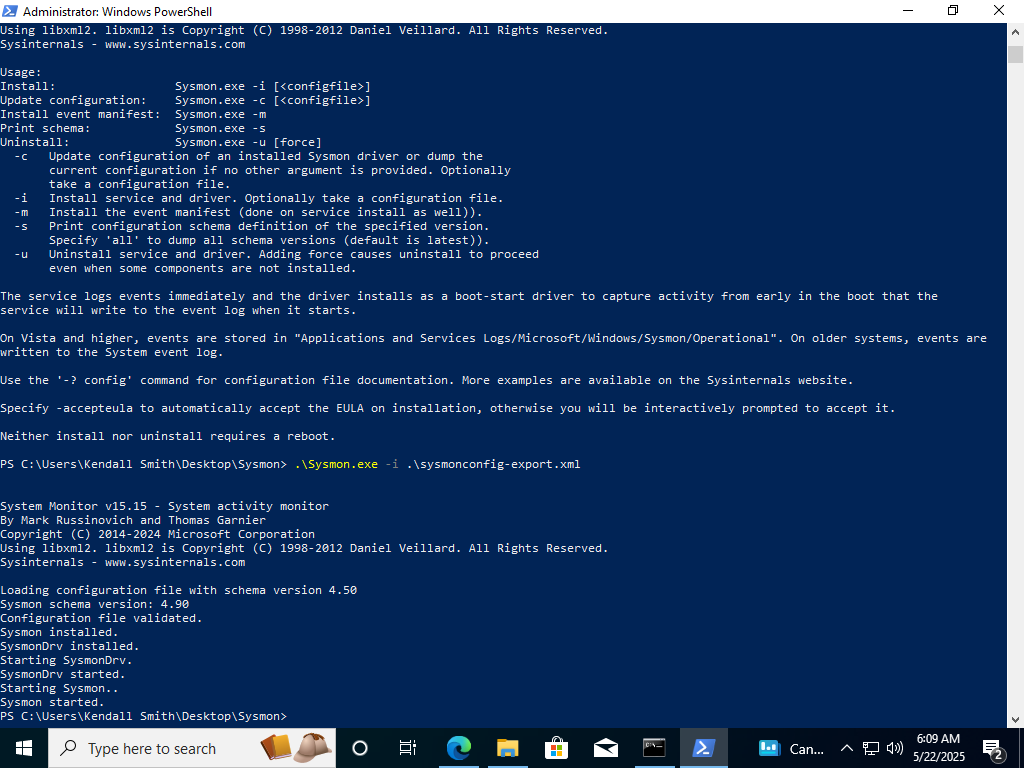 Administrator: Windows PowerShell
Using libxml2. libxml2 is Copyright (C) 1998-2012 Daniel Veillard. All Rights Reserved.
Sysinternals - www.sysinternals.com
Usage:
Install:                 Sysmon.exe -i [<configfile>]
Update configuration:    Sysmon.exe -c [<configfile>]
Install event manifest:  Sysmon.exe -m
Print schema:            Sysmon.exe -s
Uninstall:               Sysmon.exe -u [force]
  -c   Update configuration of an installed Sysmon driver or dump the
       current configuration if no other argument is provided. Optionally
       take a configuration file.
  -i   Install service and driver. Optionally take a configuration file.
  -m   Install the event manifest (done on service install as well)).
  -s   Print configuration schema definition of the specified version.
       Specify 'all' to dump all schema versions (default is latest)).
  -u   Uninstall service and driver. Adding force causes uninstall to proceed
       even when some components are not installed.
The service logs events immediately and the driver installs as a boot-start driver to capture activity from early in the boot that the
service will write to the event log when it starts.
On Vista and higher, events are stored in "Applications and Services Logs/Microsoft/Windows/Sysmon/Operational". On older systems, events are
written to the System event log.
Use the '-? config' command for configuration file documentation. More examples are available on the Sysinternals website.
Specify -accepteula to automatically accept the EULA on installation, otherwise you will be interactively prompted to accept it.
Neither install nor uninstall requires a reboot.
PS C:\Users\Kendall Smith\Desktop\Sysmon> .\Sysmon.exe -i .\sysmonconfig-export.xml
System Monitor v15.15 - System activity monitor
By Mark Russinovich and Thomas Garnier
Copyright (C) 2014-2024 Microsoft Corporation
Using libxml2. libxml2 is Copyright (C) 1998-2012 Daniel Veillard. All Rights Reserved.
Sysinternals - www.sysinternals.com
Loading configuration file with schema version 4.50
Sysmon schema version: 4.90
Configuration file validated.
Sysmon installed.
SysmonDrv installed.
Starting SysmonDrv.
SysmonDrv started.
Starting Sysmon..
Sysmon started.
PS C:\Users\Kendall Smith\Desktop\Sysmon>
Type here to search
Can...
6:09 AM
5/22/2025
2